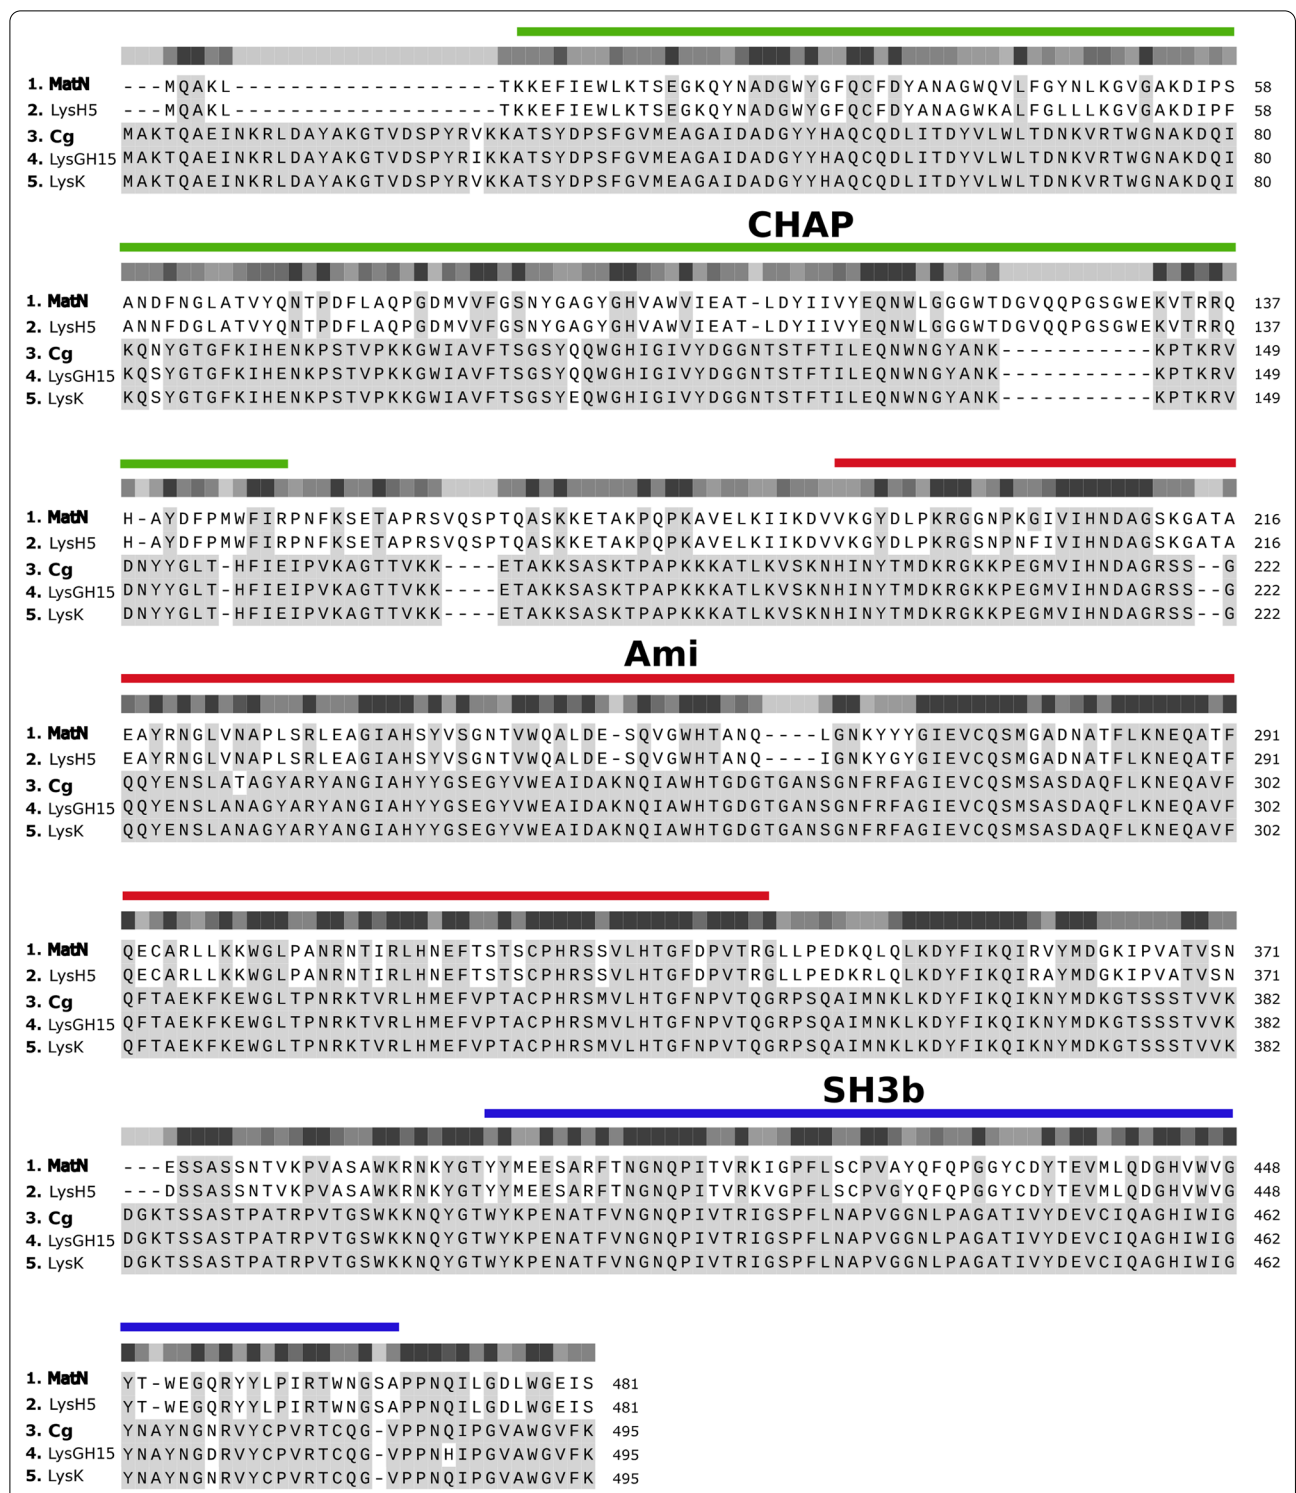 1. MatN ---MQAKL-------------------TKKEFIEWLKTSEGKQYNADGWYGFQCFDYANAGWQVLFGYNLKGVGAKDIPS 58
2. LysH5 ---MQAKL-------------------TKKEFIEWLKTSEGKQYNADGWYGFQCFDYANAGWKALFGLLLKGVGAKDIPF 58
3. Cg MAKTQAEINKRLDAYAKGTVDSPYRVKKATSYDPSFGVMEAGAIDADGYYHAQCQDLITDYVLWLTDNKVRTWGNAKDQI 80
4. LysGH15 MAKTQAEINKRLDAYAKGTVDSPYRIKKATSYDPSFGVMEAGAIDADGYYHAQCQDLITDYVLWLTDNKVRTWGNAKDQI 80
5. LysK MAKTQAEINKRLDAYAKGTVDSPYRVKKATSYDPSFGVMEAGAIDADGYYHAQCQDLITDYVLWLTDNKVRTWGNAKDQI 80
CHAP
1. MatN ANDFNGLATVYQNTPDFLAQPGDMVVFGSNYGAGYGHVAWVIEAT-LDYIIVYEQNWLGGGWTDGVQQPGSGWEKVTRRQ 137
2. LysH5 ANNFDGLATVYQNTPDFLAQPGDMVVFGSNYGAGYGHVAWVIEAT-LDYIIVYEQNWLGGGWTDGVQQPGSGWEKVTRRQ 137
3. Cg KQNYGTGFKIHENKPSTVPKKGWIAVFTSGSYQQWGHIGIVYDGGNTSTFTILEQNWNGYANK-----------KPTKRV 149
4. LysGH15 KQSYGTGFKIHENKPSTVPKKGWIAVFTSGSYQQWGHIGIVYDGGNTSTFTILEQNWNGYANK-----------KPTKRV 149
5. LysK KQSYGTGFKIHENKPSTVPKKGWIAVFTSGSYEQWGHIGIVYDGGNTSTFTILEQNWNGYANK-----------KPTKRV 149
1. MatN H-AYDFPMWFIRPNFKSETAPRSVQSPTQASKKETAKPQPKAVELKIIKDVVKGYDLPKRGGNPKGIVIHNDAGSKGATA 216
2. LysH5 H-AYDFPMWFIRPNFKSETAPRSVQSPTQASKKETAKPQPKAVELKIIKDVVKGYDLPKRGSNPNFIVIHNDAGSKGATA 216
3. Cg DNYYGLT-HFIEIPVKAGTTVKK----ETAKKSASKTPAPKKKATLKVSKNHINYTMDKRGKKPEGMVIHNDAGRSS--G 222
4. LysGH15 DNYYGLT-HFIEIPVKAGTTVKK----ETAKKSASKTPAPKKKATLKVSKNHINYTMDKRGKKPEGMVIHNDAGRSS--G 222
5. LysK DNYYGLT-HFIEIPVKAGTTVKK----ETAKKSASKTPAPKKKATLKVSKNHINYTMDKRGKKPEGMVIHNDAGRSS--G 222
Ami
1. MatN EAYRNGLVNAPLSRLEAGIAHSYVSGNTVWQALDE-SQVGWHTANQ----LGNKYYYGIEVCQSMGADNATFLKNEQATF 291
2. LysH5 EAYRNGLVNAPLSRLEAGIAHSYVSGNTVWQALDE-SQVGWHTANQ----IGNKYGYGIEVCQSMGADNATFLKNEQATF 291
3. Cg QQYENSLATAGYARYANGIAHYYGSEGYVWEAIDAKNQIAWHTGDGTGANSGNFRFAGIEVCQSMSASDAQFLKNEQAVF 302
4. LysGH15 QQYENSLANAGYARYANGIAHYYGSEGYVWEAIDAKNQIAWHTGDGTGANSGNFRFAGIEVCQSMSASDAQFLKNEQAVF 302
5. LysK QQYENSLANAGYARYANGIAHYYGSEGYVWEAIDAKNQIAWHTGDGTGANSGNFRFAGIEVCQSMSASDAQFLKNEQAVF 302
1. MatN QECARLLKKWGLPANRNTIRLHNEFTSTSCPHRSSVLHTGFDPVTRGLLPEDKQLQLKDYFIKQIRVYMDGKIPVATVSN 371
2. LysH5 QECARLLKKWGLPANRNTIRLHNEFTSTSCPHRSSVLHTGFDPVTRGLLPEDKRLQLKDYFIKQIRAYMDGKIPVATVSN 371
3. Cg QFTAEKFKEWGLTPNRKTVRLHMEFVPTACPHRSMVLHTGFNPVTQGRPSQAIMNKLKDYFIKQIKNYMDKGTSSSTVVK 382
4. LysGH15 QFTAEKFKEWGLTPNRKTVRLHMEFVPTACPHRSMVLHTGFNPVTQGRPSQAIMNKLKDYFIKQIKNYMDKGTSSSTVVK 382
5. LysK QFTAEKFKEWGLTPNRKTVRLHMEFVPTACPHRSMVLHTGFNPVTQGRPSQAIMNKLKDYFIKQIKNYMDKGTSSSTVVK 382
SH3b
1. MatN ---ESSASSNTVKPVASAWKRNKYGTYYMEESARFTNGNQPITVRKIGPFLSCPVAYQFQPGGYCDYTEVMLQDGHVWVG 448
2. LysH5 ---DSSASSNTVKPVASAWKRNKYGTYYMEESARFTNGNQPITVRKVGPFLSCPVGYQFQPGGYCDYTEVMLQDGHVWVG 448
3. Cg DGKTSSASTPATRPVTGSWKKNQYGTWYKPENATFVNGNQPIVTRIGSPFLNAPVGGNLPAGATIVYDEVCIQAGHIWIG 462
4. LysGH15 DGKTSSASTPATRPVTGSWKKNQYGTWYKPENATFVNGNQPIVTRIGSPFLNAPVGGNLPAGATIVYDEVCIQAGHIWIG 462
5. LysK DGKTSSASTPATRPVTGSWKKNQYGTWYKPENATFVNGNQPIVTRIGSPFLNAPVGGNLPAGATIVYDEVCIQAGHIWIG 462
1. MatN YT-WEGQRYYLPIRTWNGSAPPNQILGDLWGEIS 481
2. LysH5 YT-WEGQRYYLPIRTWNGSAPPNQILGDLWGEIS 481
3. Cg YNAYNGNRVYCPVRTCQG-VPPNQIPGVAWGVFK 495
4. LysGH15 YNAYNGDRVYCPVRTCQG-VPPNHIPGVAWGVFK 495
5. LysK YNAYNGNRVYCPVRTCQG-VPPNQIPGVAWGVFK 495